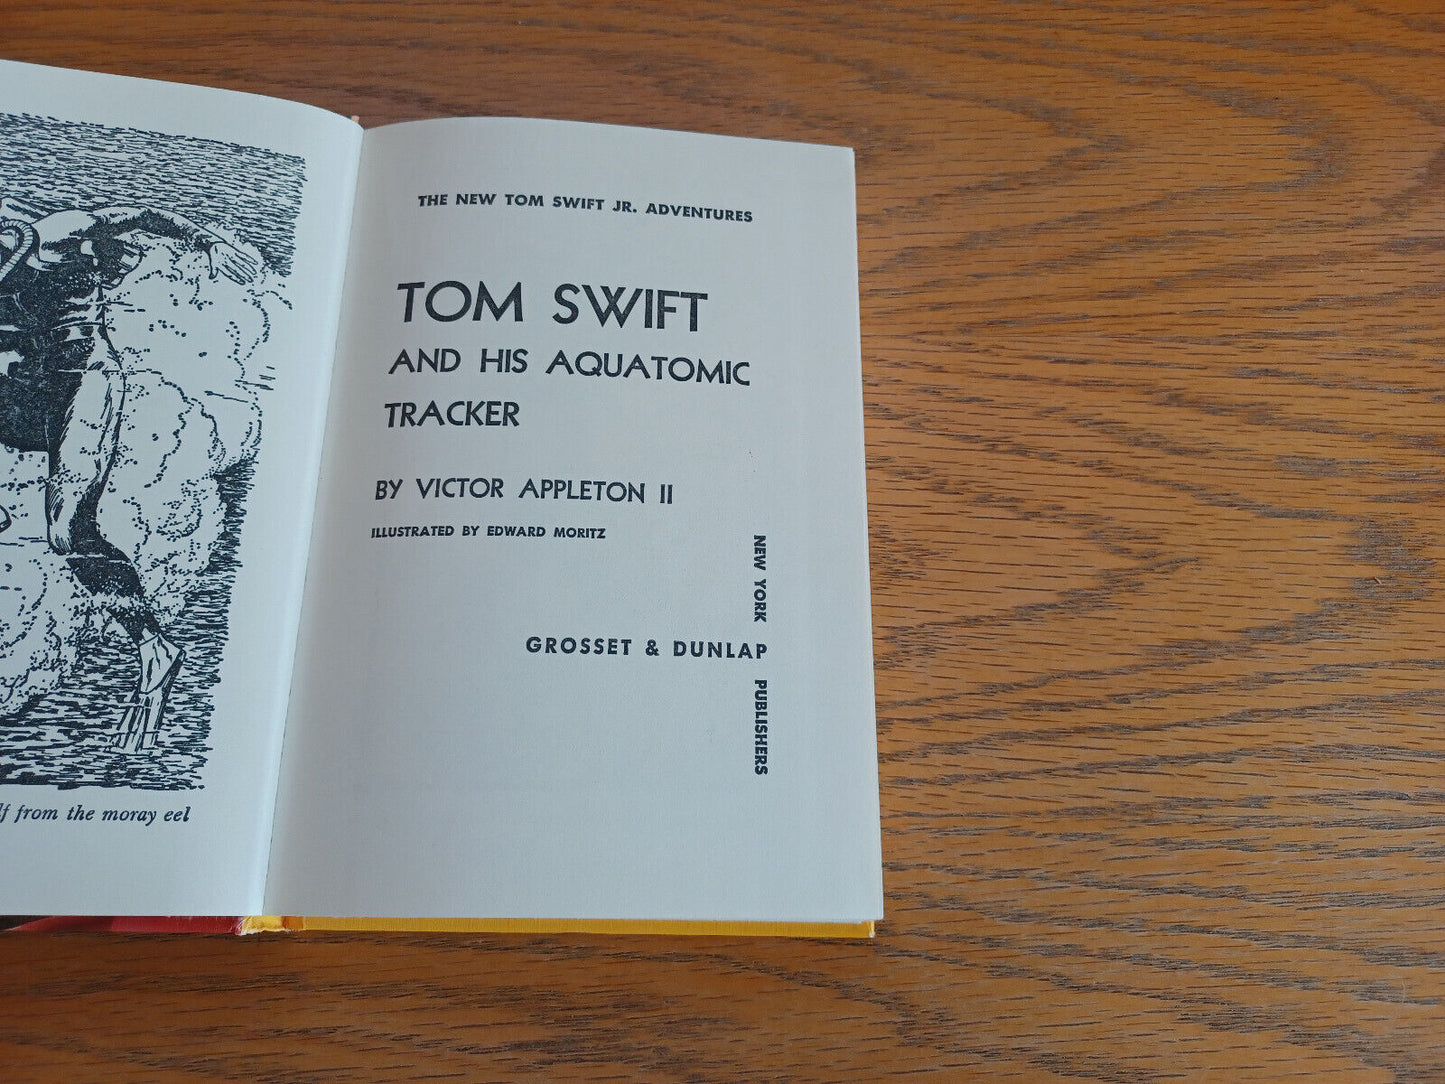 from the moray eel
THE NEW TOM SWIFT JR. ADVENTURES
TOM SWIFT
AND HIS AQUATOMIC
TRACKER
BY VICTOR APPLETON II
ILLUSTRATED BY EDWARD MORITZ
NEW YORK
GROSSET & DUNLAP
PUBLISHERS